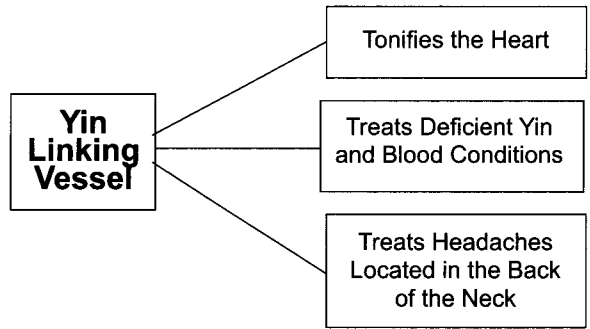 Yin
Linking
Vessel
Tonifies the Heart
Treats Deficient Yin
and Blood Conditions
Treats Headaches
Located in the Back
of the Neck